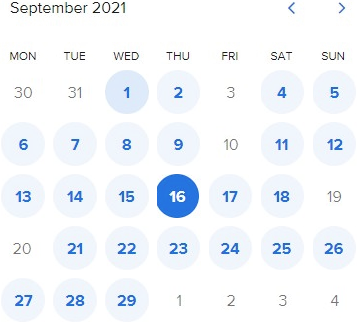 September 2021
MON TUE WED THU FRI SAT SUN
30 31 1 2 3 4 5
6 7 8 9 10 11 12
13 14 15 16 17 18 19
20 21 22 23 24 25 26
27 28 29 1 2 3 4